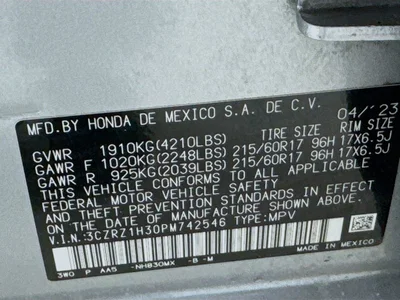 MFD.BY HONDA DE MEXICO S.A. DE C.V. 04/'23
TIRE SIZE RIM SIZE
GVWR 1910KG(4210LBS)
GAWR F 1020KG(2248LBS) 215/60R17 96H 17X6.5J
GAWR R 925KG(2039LBS) 215/60R17 96H 17X6.5J
THIS VEHICLE CONFORMS TO ALL APPLICABLE
FEDERAL MOTOR VEHICLE SAFETY AND THEFT
PREVENTION STANDARDS IN EFFECT ON THE
DATE OF MANUFACTURE SHOWN ABOVE.
V.I.N.:3CZRZ1H30PM742546 TYPE:MPV
3W0 P AA5 NH830MX -B -M
Made in Mexico